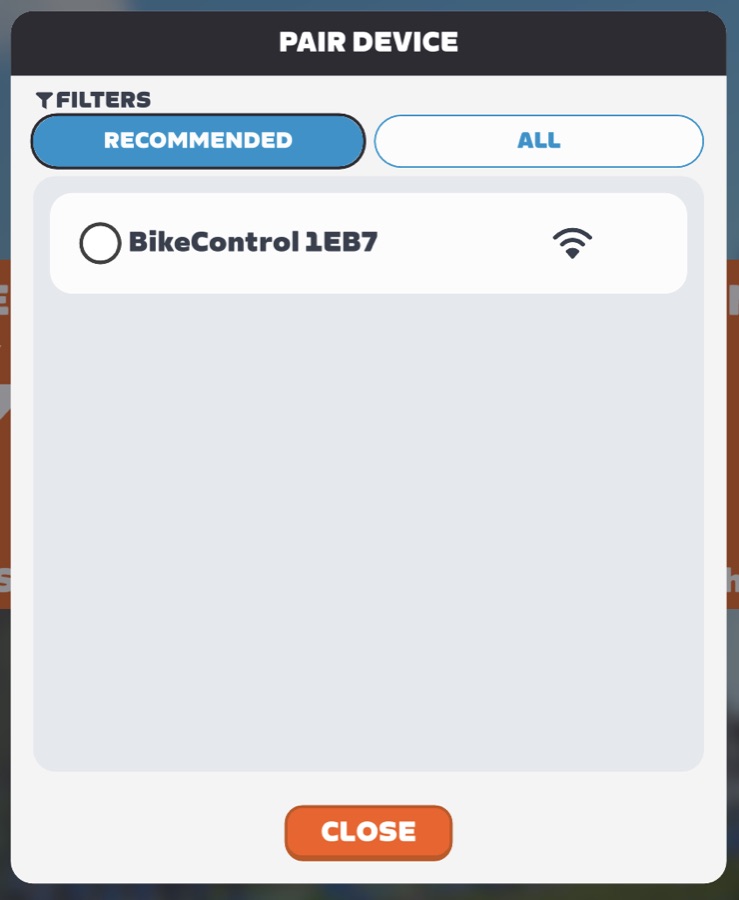 PAIR DEVICE
FILTERS
RECOMMENDED
ALL
BikeControl 1EB7
CLOSE